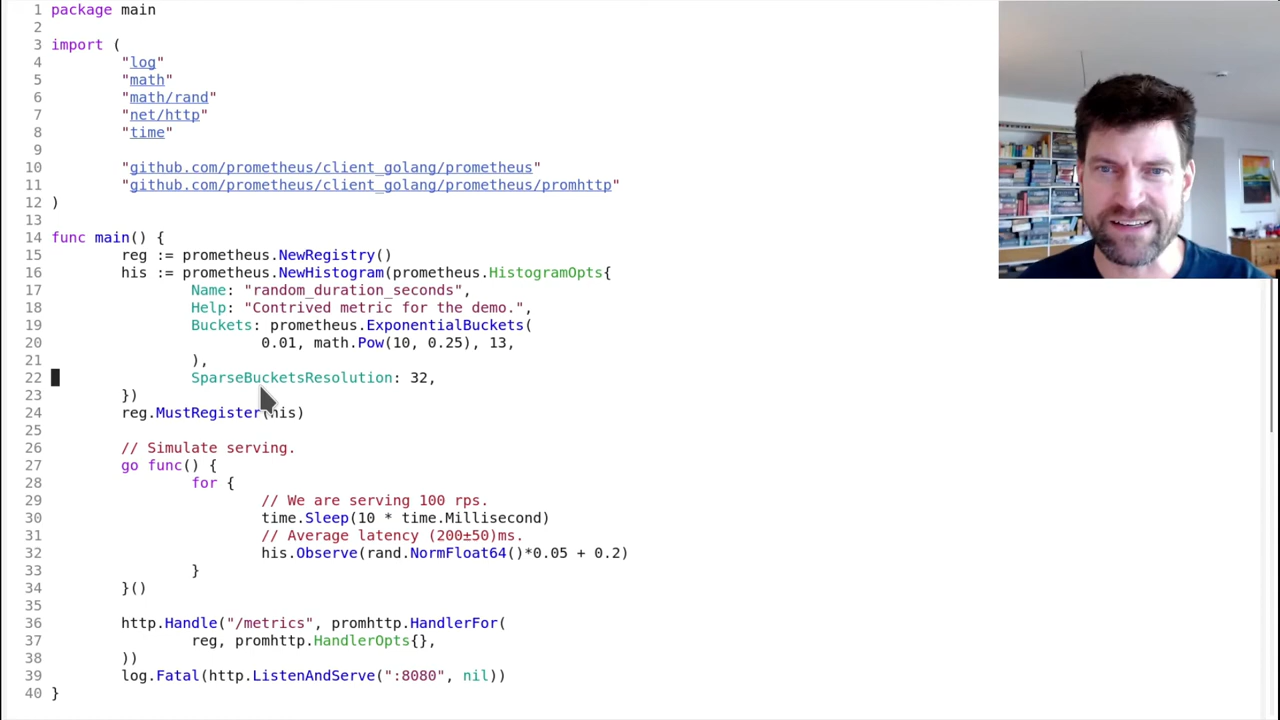 1 package main
2
3 import (
4 "log"
5 "math"
6 "math/rand"
7 "net/http"
8 "time"
9
10 "github.com/prometheus/client_golang/prometheus"
11 "github.com/prometheus/client_golang/prometheus/promhttp"
12 )
13
14 func main() {
15 reg := prometheus.NewRegistry()
16 his := prometheus.NewHistogram(prometheus.HistogramOpts{
17 Name: "random_duration_seconds",
18 Help: "Contrived metric for the demo.",
19 Buckets: prometheus.ExponentialBuckets(
20 0.01, math.Pow(10, 0.25), 13,
21 ),
22 SparseBucketsResolution: 32,
23 })
24 reg.MustRegister(his)
25
26 // Simulate serving.
27 go func() {
28 for {
29 // We are serving 100 rps.
30 time.Sleep(10 * time.Millisecond)
31 // Average latency (200±50)ms.
32 his.Observe(rand.NormFloat64()*0.05 + 0.2)
33 }
34 }()
35
36 http.Handle("/metrics", promhttp.HandlerFor(
37 reg, promhttp.HandlerOpts{},
38 ))
39 log.Fatal(http.ListenAndServe(":8080", nil))
40 }